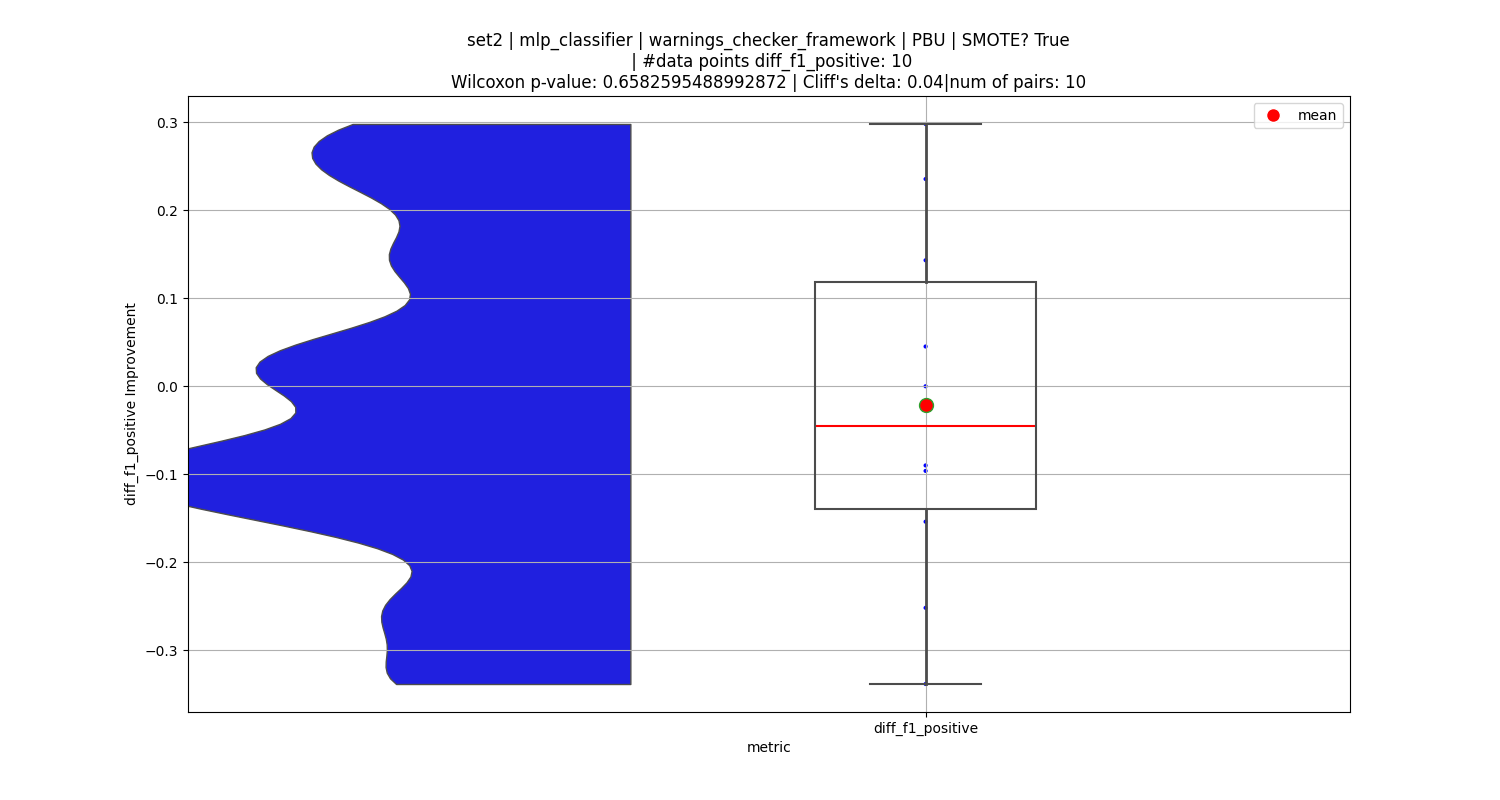 set2 | mlp_classifier | warnings_checker_framework | PBU | SMOTE? True
| #data points diff_f1_positive: 10
Wilcoxon p-value: 0.6582595488992872 | Cliff's delta: 0.04|num of pairs: 10
mean
0.3
0.2
0.1
0.0
−0.1
−0.2
−0.3
diff_f1_positive Improvement
diff_f1_positive
metric